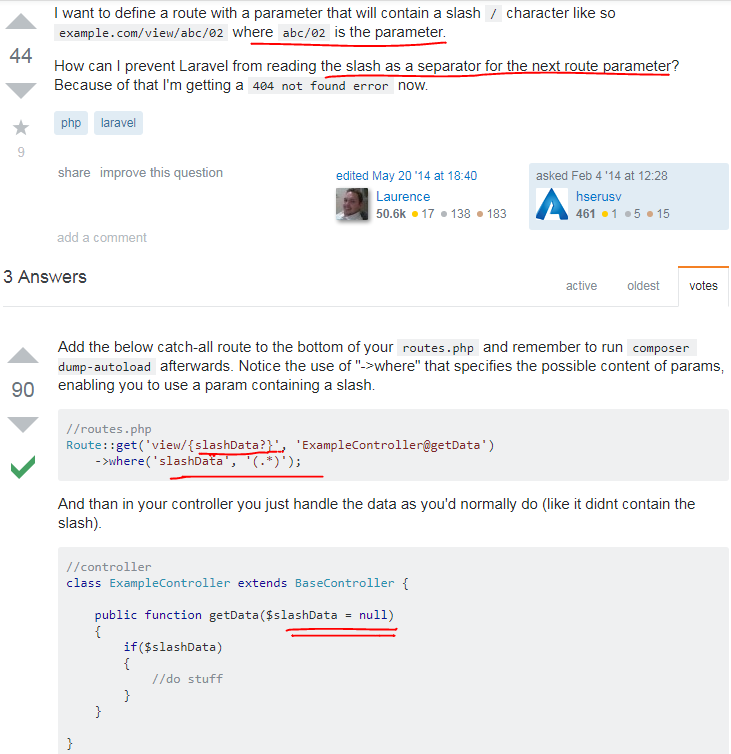 I want to define a route with a parameter that will contain a slash / character like so
example.com/view/abc/02 where abc/02 is the parameter.
44
How can I prevent Laravel from reading the slash as a separator for the next route parameter?
Because of that I'm getting a 404 not found error now.
php laravel
9
share improve this question
edited May 20 '14 at 18:40
Laurence
50.6k 17 138 183
asked Feb 4 '14 at 12:28
hserusv
461 1 5 15
add a comment
3 Answers
active oldest votes
Add the below catch-all route to the bottom of your routes.php and remember to run composer
dump-autoload afterwards. Notice the use of "->where" that specifies the possible content of params,
enabling you to use a param containing a slash.
90
//routes.php
Route::get('view/{slashData?}', 'ExampleController@getData')
->where('slashData', '(.*)');
And than in your controller you just handle the data as you'd normally do (like it didnt contain the
slash).
//controller
class ExampleController extends BaseController {
public function getData($slashData = null)
{
if($slashData)
{
//do stuff
}
}
}